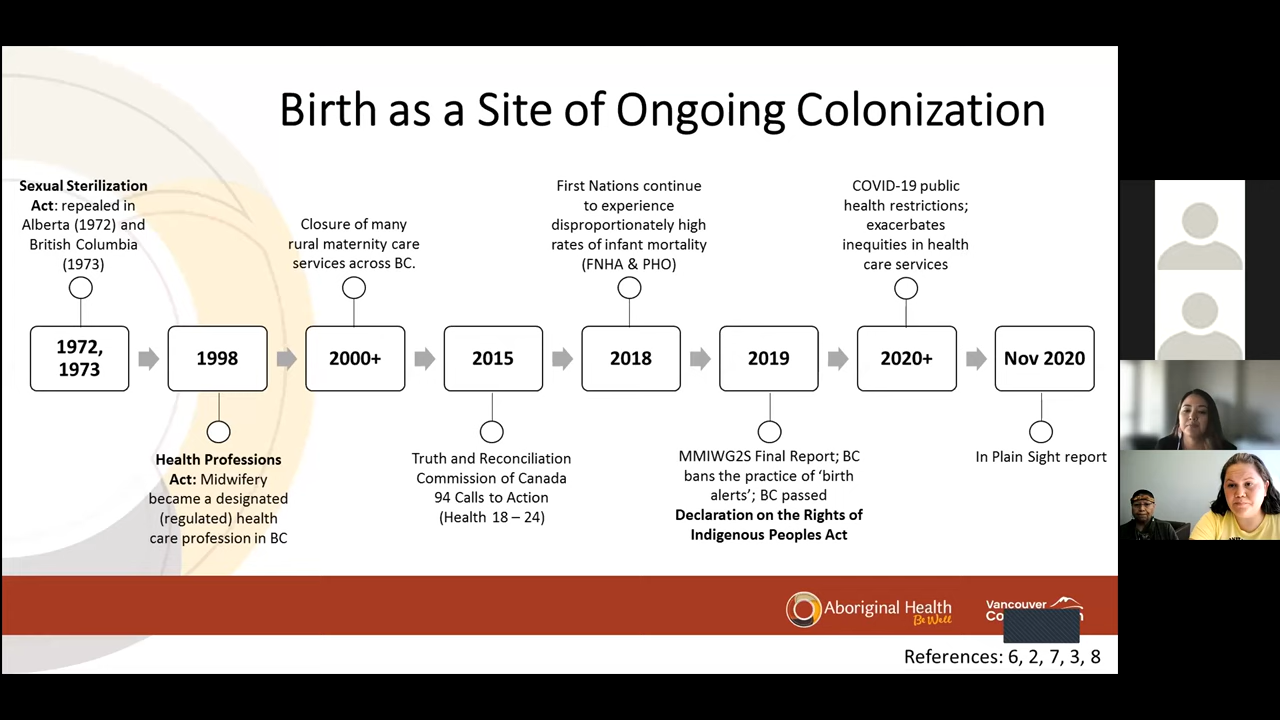 Birth as a Site of Ongoing Colonization
Sexual Sterilization
Act: repealed in
Alberta (1972) and
British Columbia
(1973)
Closure of many
rural maternity care
services across BC.
First Nations continue
to experience
disproportionately high
rates of infant mortality
(FNHA & PHO)
COVID-19 public
health restrictions;
exacerbates
inequities in health
care services
1972,
1973
1998
2000+
2015
2018
2019
2020+
Nov 2020
Health Professions
Act: Midwifery
became a designated
(regulated) health
care profession in BC
Truth and Reconciliation
Commission of Canada
94 Calls to Action
(Health 18 – 24)
MMIWG2S Final Report; BC
bans the practice of ‘birth
alerts’; BC passed
Declaration on the Rights of
Indigenous Peoples Act
In Plain Sight report
Aboriginal Health
Be Well
Vancouver
References: 6, 2, 7, 3, 8